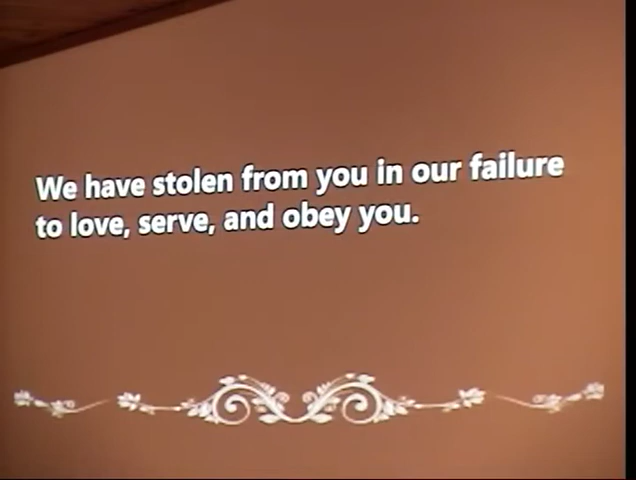 We have stolen from you in our failure
to love, serve, and obey you.